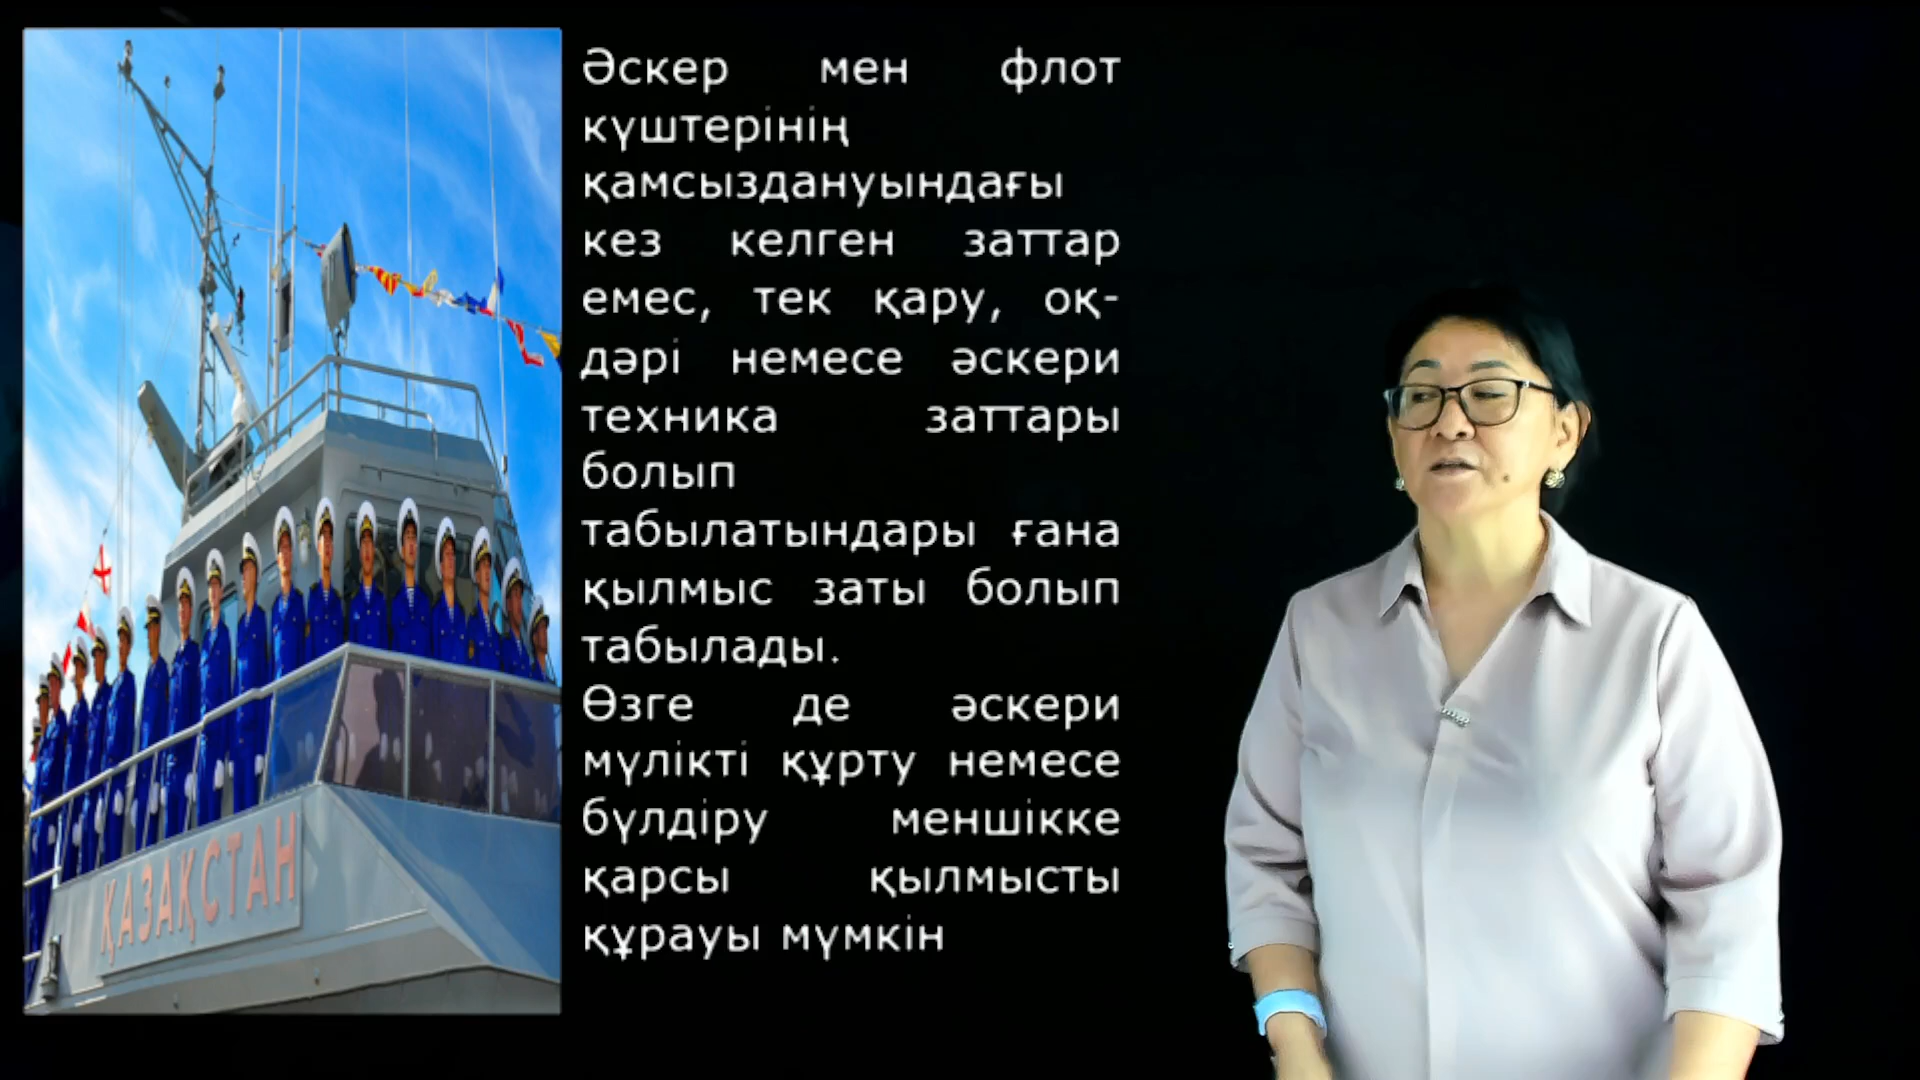 Әскер мен флот
күштерінің
қамсыздануындағы
кез келген заттар
емес, тек қару, оқ-
дәрі немесе әскери
техника заттары
болып
табылатындары ғана
қылмыс заты болып
табылады.
Өзге де әскери
мүлікті құрту немесе
бүлдіру меншікке
қарсы қылмысты
құрауы мүмкін
ҚАЗАҚСТАН